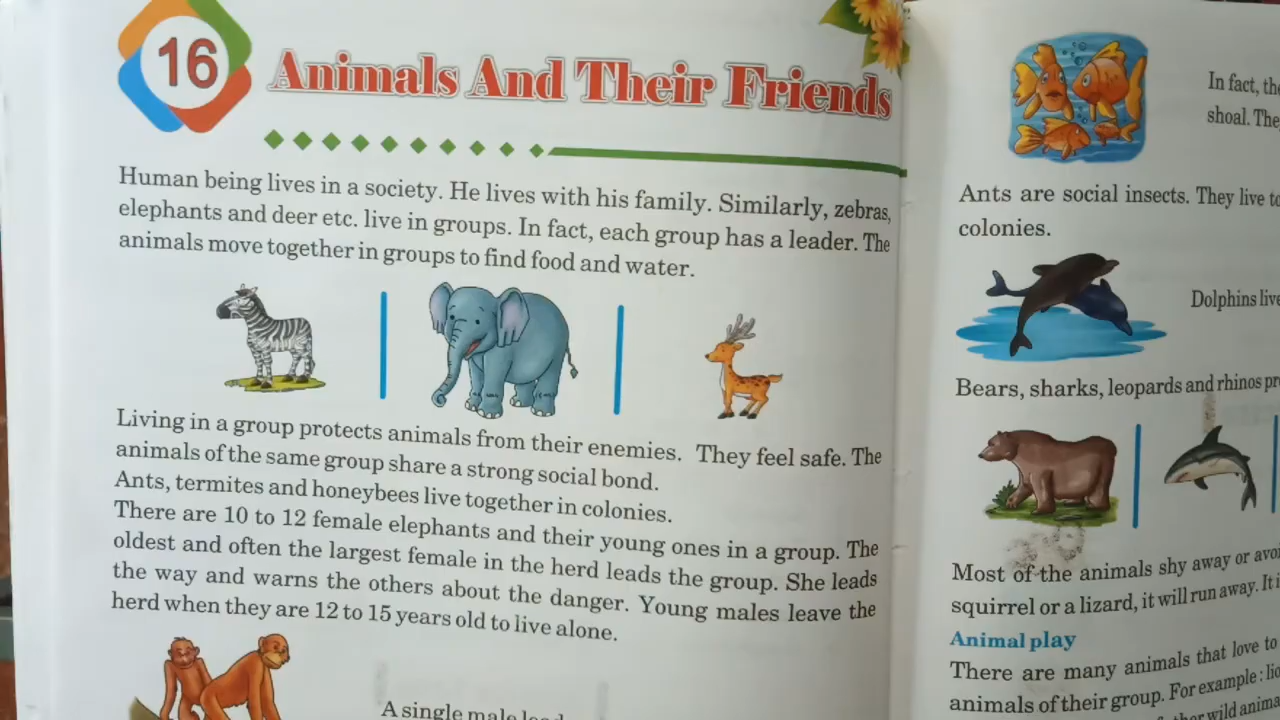 16
Animals And Their Friends
Human being lives in a society. He lives with his family. Similarly, zebras,
elephants and deer etc. live in groups. In fact, each group has a leader. The
animals move together in groups to find food and water.
Living in a group protects animals from their enemies. They feel safe. The
animals of the same group share a strong social bond.
Ants, termites and honeybees live together in colonies.
There are 10 to 12 female elephants and their young ones in a group. The
oldest and often the largest female in the herd leads the group. She leads
the way and warns the others about the danger. Young males leave the
herd when they are 12 to 15 years old to live alone.
A single male
In fact,
shoal.
Ants are social insects. They live
colonies.
Dolphins live
Bears, sharks, leopards and rhinos
Most of the animals shy away or
squirrel or a lizard, it will run away. It
Animal play
There are many animals that love to
animals of their group. For example :
wild